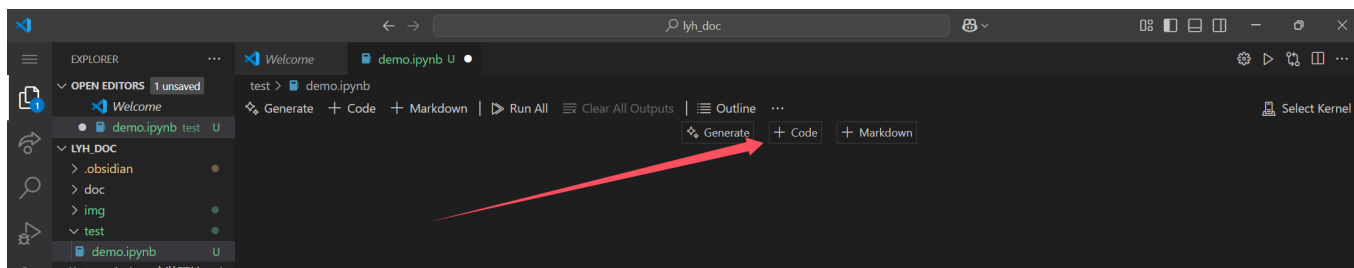 lyh_doc
EXPLORER
Welcome
demo.ipynb U
OPEN EDITORS 1 unsaved
test > demo.ipynb
Welcome
Generate + Code + Markdown | Run All Clear All Outputs | Outline ...
Select Kernel
demo.ipynb test U
Generate + Code + Markdown
LYH_DOC
> .obsidian
> doc
> img
test
demo.ipynb U
1